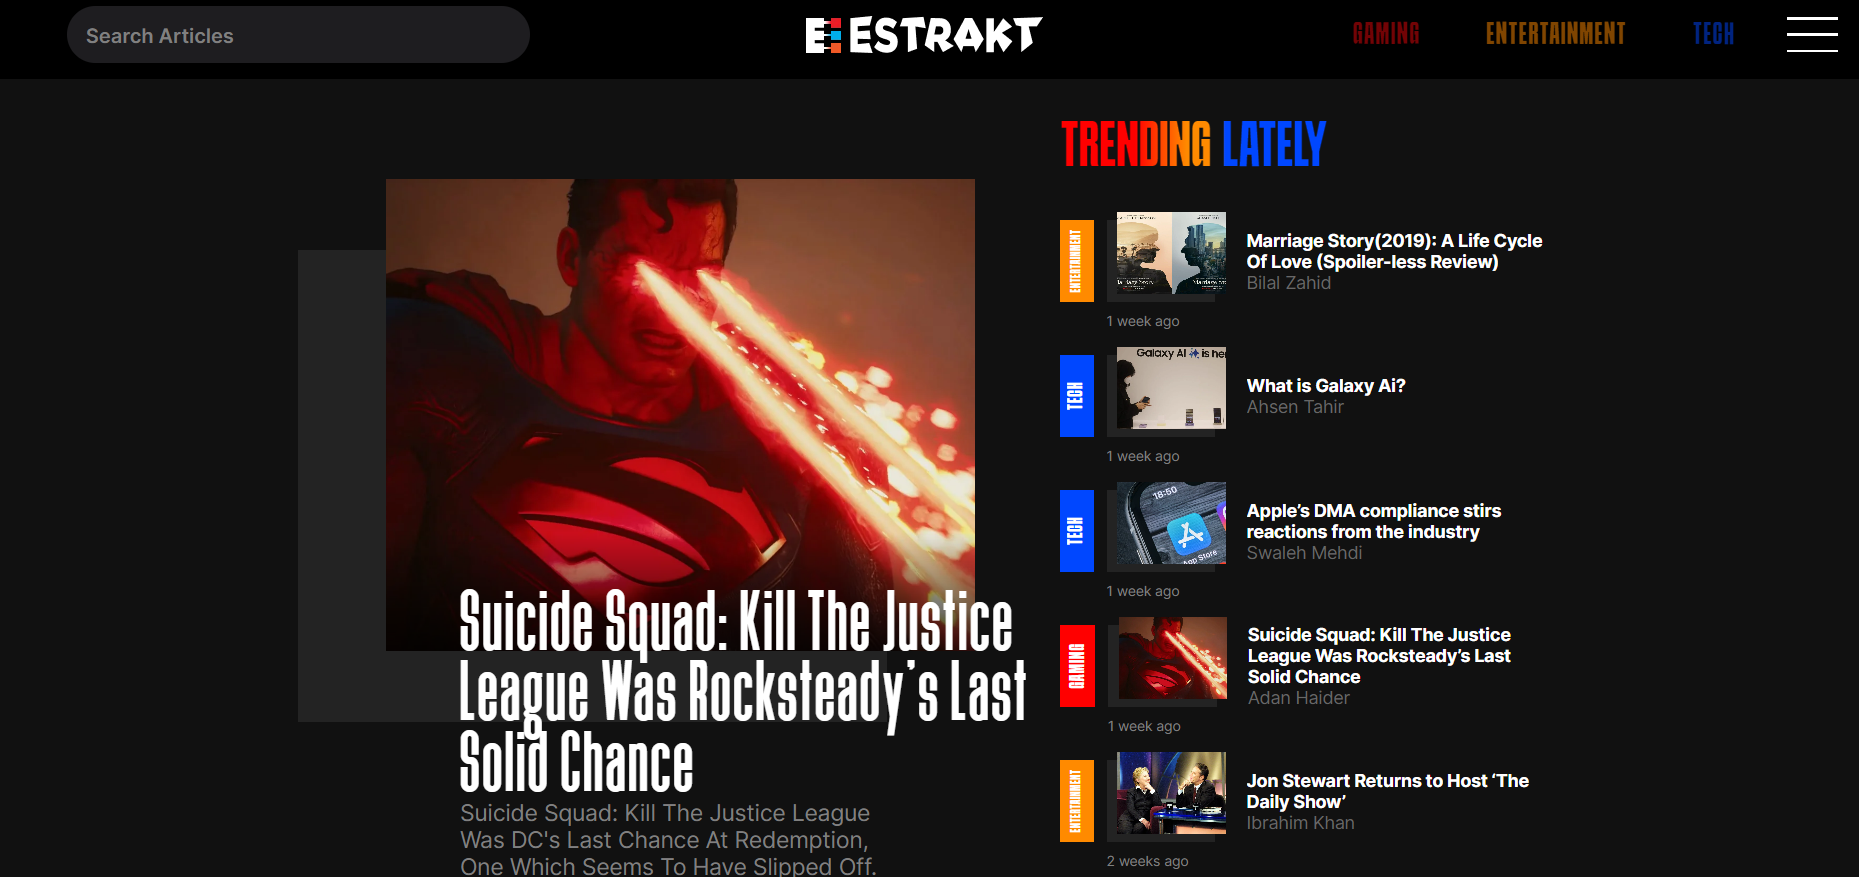 Search Articles
ESTRAKT
GAMING
ENTERTAINMENT
TECH
TRENDING LATELY
Suicide Squad: Kill The Justice
League Was Rocksteady's Last
Solid Chance
Suicide Squad: Kill The Justice League
Was DC's Last Chance At Redemption,
One Which Seems To Have Slipped Off.
ENTERTAINMENT
Marriage Story(2019): A Life Cycle
Of Love (Spoiler-less Review)
Bilal Zahid
1 week ago
TECH
Galaxy AI is her
What is Galaxy Ai?
Ahsen Tahir
1 week ago
TECH
18:50
App Store
Apple's DMA compliance stirs
reactions from the industry
Swaleh Mehdi
1 week ago
GAMING
Suicide Squad: Kill The Justice
League Was Rocksteady's Last
Solid Chance
Adan Haider
1 week ago
ENTERTAINMENT
Jon Stewart Returns to Host ‘The
Daily Show’
Ibrahim Khan
2 weeks ago